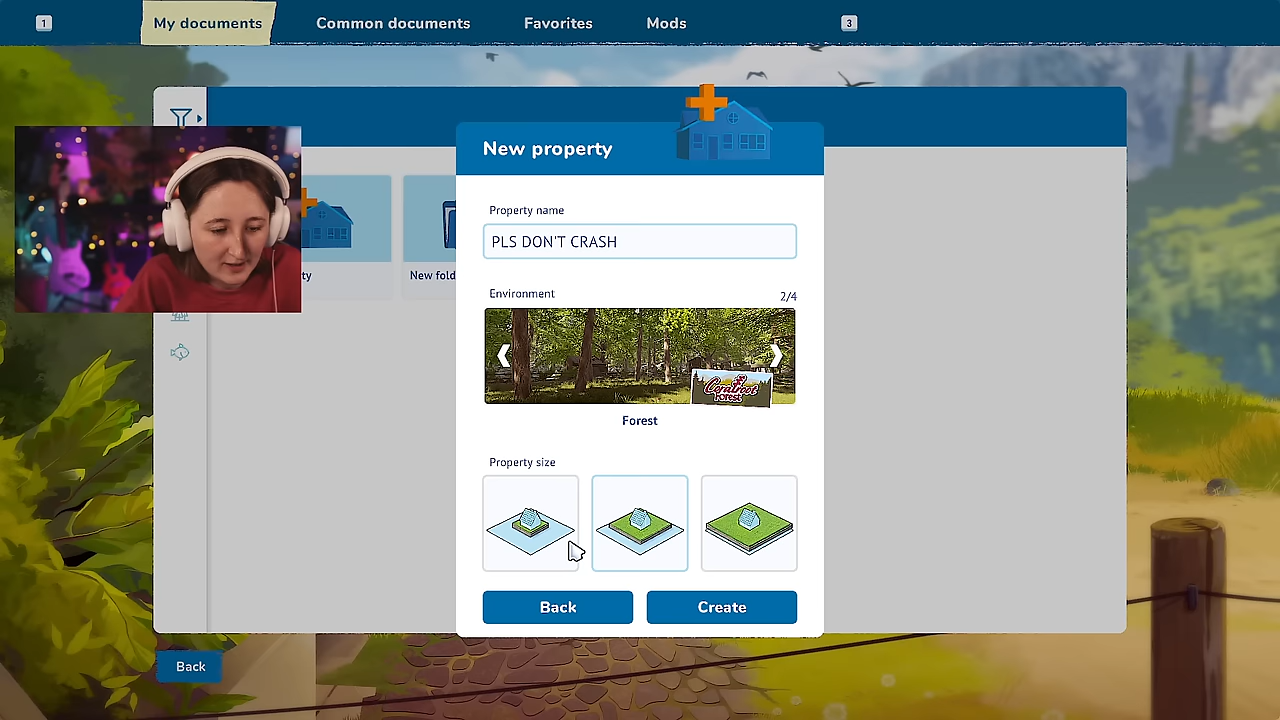 1
My documents
Common documents
Favorites
Mods
3
New property
Property name
PLS DON'T CRASH
ty
New fold
Environment
2/4
Forest
Forest
Property size
Back
Create
Back